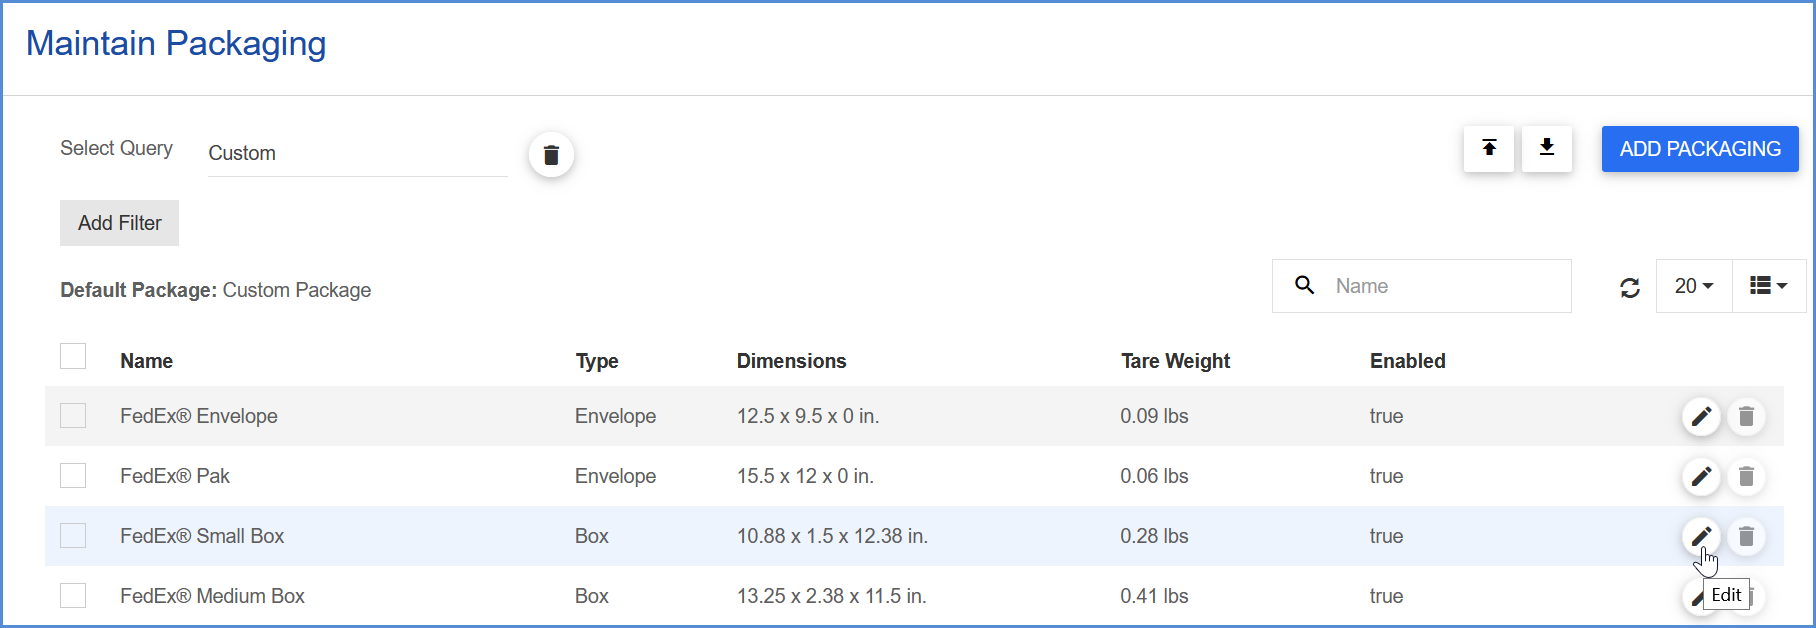 Maintain Packaging
Select Query Custom
ADD PACKAGING
Add Filter
Default Package: Custom Package
Name
20
Name Type Dimensions Tare Weight Enabled
FedEx® Envelope Envelope 12.5 x 9.5 x 0 in. 0.09 lbs true
FedEx® Pak Envelope 15.5 x 12 x 0 in. 0.06 lbs true
FedEx® Small Box Box 10.88 x 1.5 x 12.38 in. 0.28 lbs true
FedEx® Medium Box Box 13.25 x 2.38 x 11.5 in. 0.41 lbs true
Edit